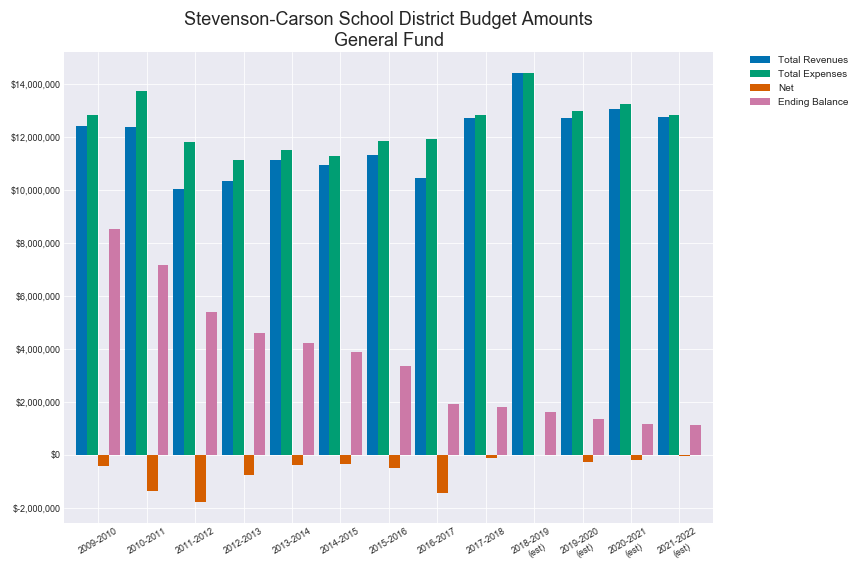 Stevenson-Carson School District Budget Amounts
General Fund
Total Revenues
Total Expenses
Net
Ending Balance
$14,000,000
$12,000,000
$10,000,000
$8,000,000
$6,000,000
$4,000,000
$2,000,000
$0
$-2,000,000
2009-2010
2010-2011
2011-2012
2012-2013
2013-2014
2014-2015
2015-2016
2016-2017
2017-2018
2018-2019
(est)
2019-2020
(est)
2020-2021
(est)
2021-2022
(est)